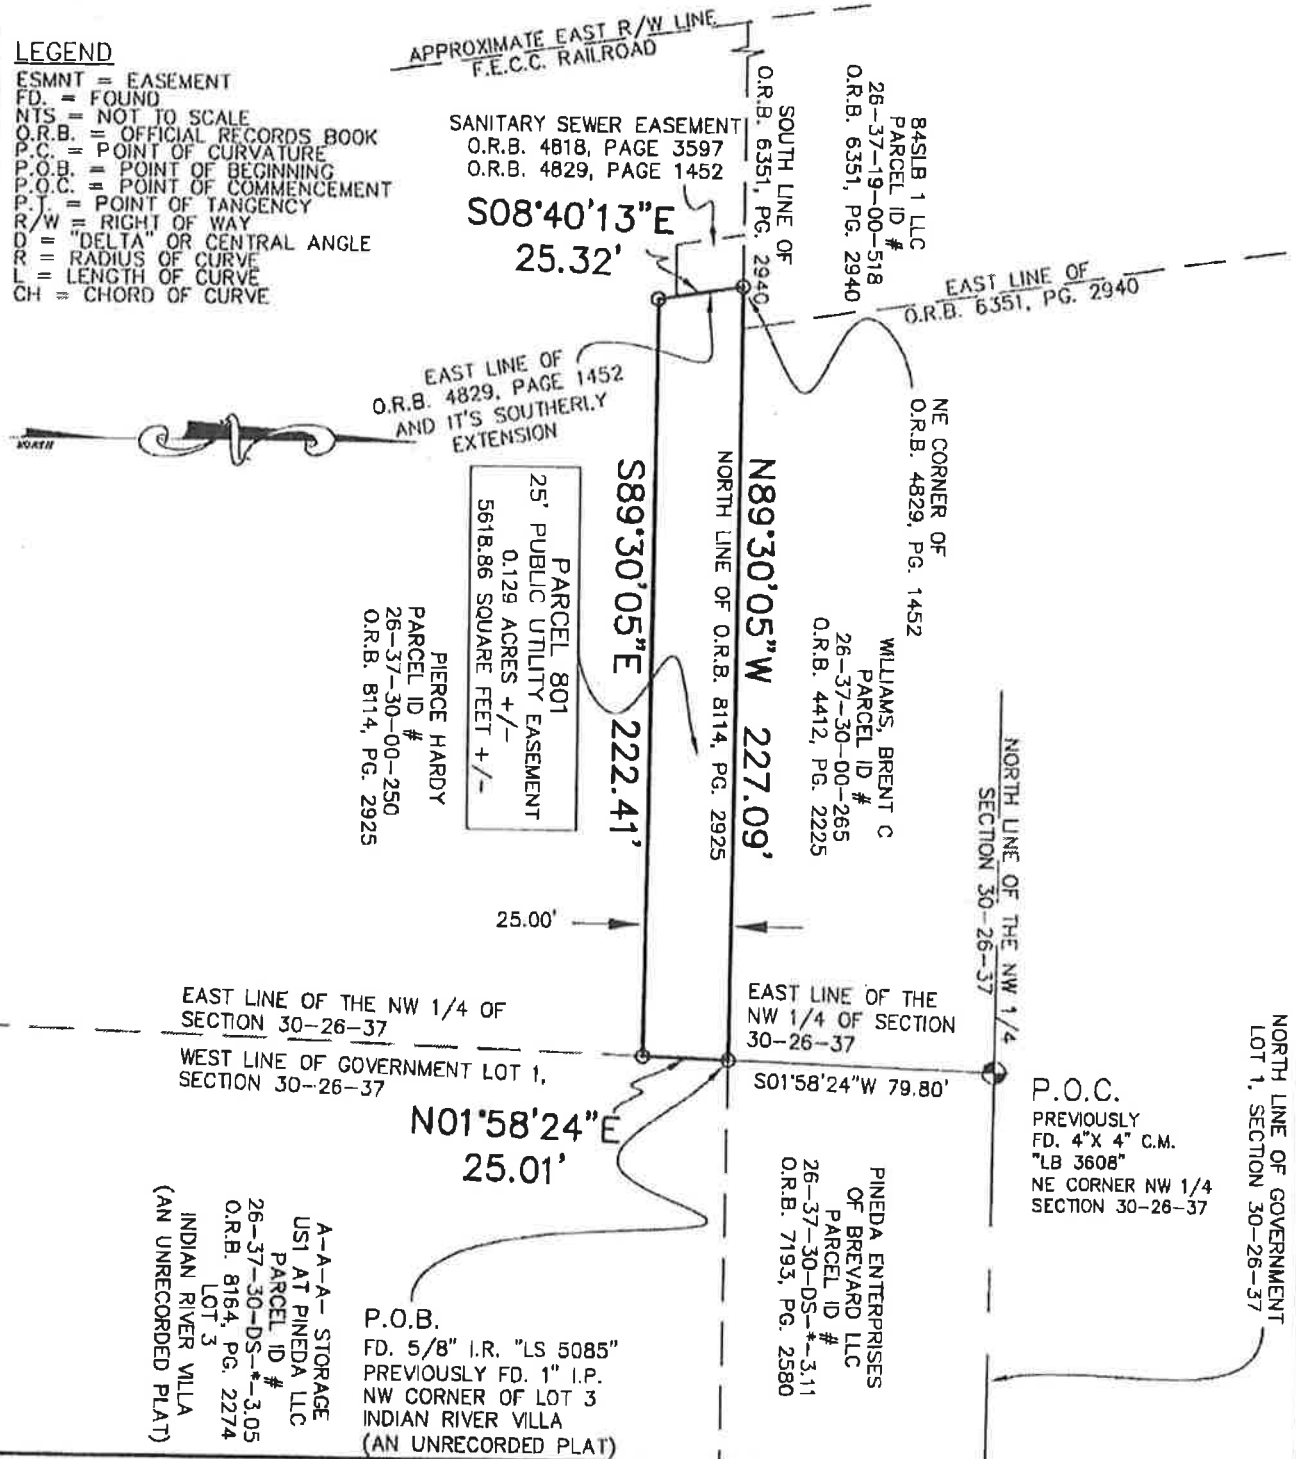 LEGEND
ESMNT = EASEMENT
FD. = FOUND
NTS = NOT TO SCALE
O.R.B. = OFFICIAL RECORDS BOOK
P.C. = POINT OF CURVATURE
P.O.B. = POINT OF BEGINNING
P.O.C. = POINT OF COMMENCEMENT
P.T. = POINT OF TANGENCY
R/W = RIGHT OF WAY
D = "DELTA" OR CENTRAL ANGLE
R = RADIUS OF CURVE
L = LENGTH OF CURVE
CH = CHORD OF CURVE
APPROXIMATE EAST R/W LINE
F.E.C.C. RAILROAD
SANITARY SEWER EASEMENT
O.R.B. 4818, PAGE 3597
O.R.B. 4829, PAGE 1452
S08°40'13"E
25.32'
SOUTH LINE OF
O.R.B. 6351, PG. 2940
84SLB 1 LLC
PARCEL ID #
26-37-19-00-518
O.R.B. 6351, PG. 2940
EAST LINE OF
O.R.B. 6351, PG. 2940
EAST LINE OF
O.R.B. 4829, PAGE 1452
AND IT'S SOUTHERLY
EXTENSION
NE CORNER OF
O.R.B. 4829, PG. 1452
NORTH
PARCEL 801
25' PUBLIC UTILITY EASEMENT
0.129 ACRES +/-
5618.86 SQUARE FEET +/-
S89°30'05"E 222.41'
NORTH LINE OF O.R.B. 8114, PG. 2925
N89°30'05"W 227.09'
PIERCE HARDY
PARCEL ID #
26-37-30-00-250
O.R.B. 8114, PG. 2925
WILLIAMS, BRENT C
PARCEL ID #
26-37-30-00-265
O.R.B. 4412, PG. 2225
NORTH LINE OF THE NW 1/4
SECTION 30-26-37
25.00'
EAST LINE OF THE NW 1/4 OF
SECTION 30-26-37
WEST LINE OF GOVERNMENT LOT 1,
SECTION 30-26-37
EAST LINE OF THE
NW 1/4 OF SECTION
30-26-37
S01°58'24"W 79.80'
N01°58'24"E
25.01'
P.O.C.
PREVIOUSLY
FD. 4"X 4" C.M.
"LB 3608"
NE CORNER NW 1/4
SECTION 30-26-37
NORTH LINE OF GOVERNMENT
LOT 1, SECTION 30-26-37
A-A-A- STORAGE
US1 AT PINEDA LLC
PARCEL ID #
26-37-30-DS-*-3.05
O.R.B. 8164, PG. 2274
LOT 3
INDIAN RIVER VILLA
(AN UNRECORDED PLAT)
P.O.B.
FD. 5/8" I.R. "LS 5085"
PREVIOUSLY FD. 1" I.P.
NW CORNER OF LOT 3
INDIAN RIVER VILLA
(AN UNRECORDED PLAT)
PINEDA ENTERPRISES
OF BREVARD LLC
PARCEL ID #
26-37-30-DS-*-3.11
O.R.B. 7193, PG. 2580